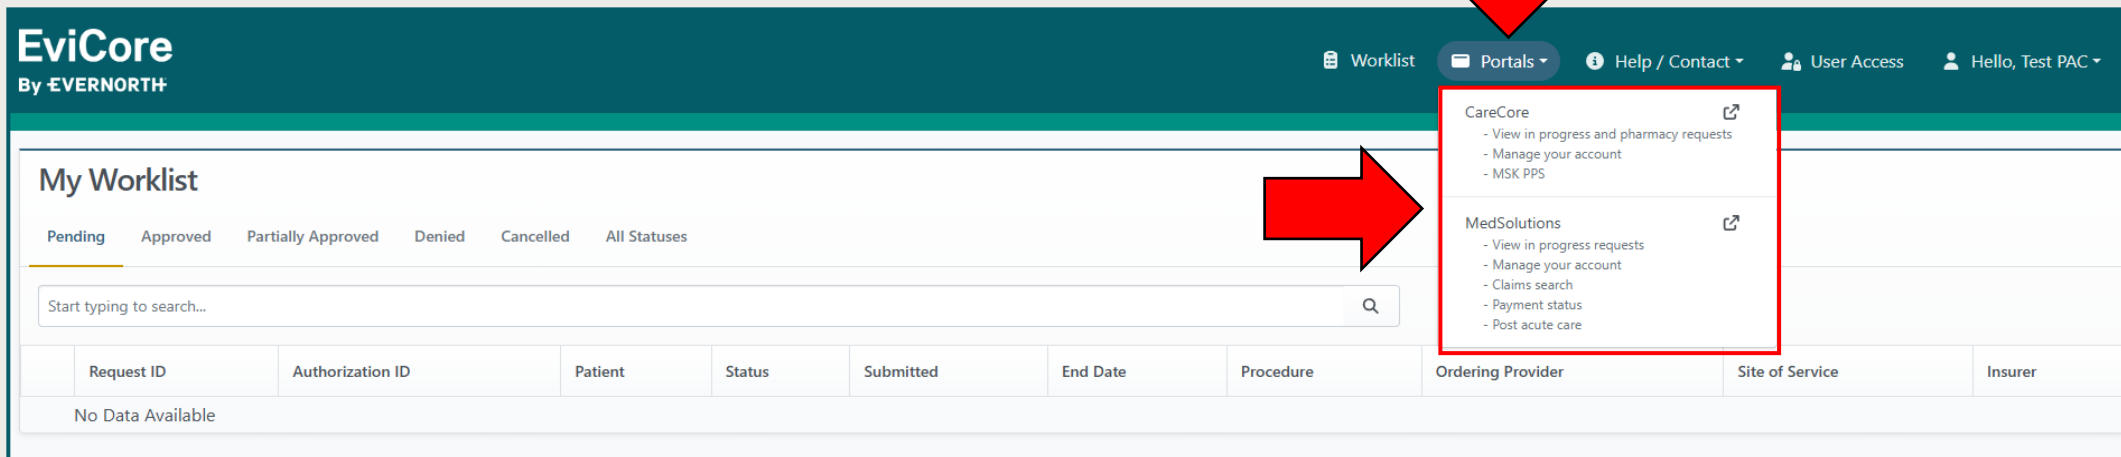 EviCore
By EVERNORTH
Worklist
Portals
Help / Contact
User Access
Hello, Test PAC
CareCore
- View in progress and pharmacy requests
- Manage your account
- MSK PPS
MedSolutions
- View in progress requests
- Manage your account
- Claims search
- Payment status
- Post acute care
My Worklist
Pending Approved Partially Approved Denied Cancelled All Statuses
Start typing to search...
Request ID Authorization ID Patient Status Submitted End Date Procedure Ordering Provider Site of Service Insurer
No Data Available